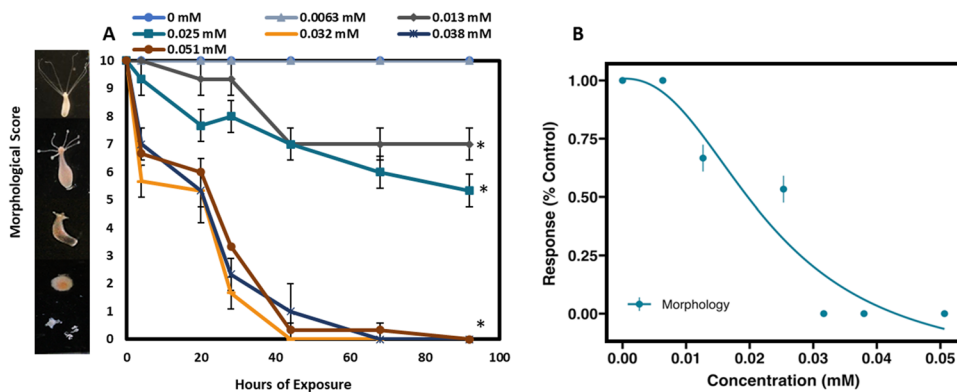 0 mM 0.0063 mM 0.013 mM
A 0.025 mM 0.032 mM 0.038 mM
0.051 mM
Morphological Score
10
9
8
7
6
5
4
3
2
1
0
*
*
*
0 20 40 60 80 100
Hours of Exposure
B
Response (% Control)
1.00
0.75
0.50
0.25
0.00
Morphology
0.00 0.01 0.02 0.03 0.04 0.05
Concentration (mM)